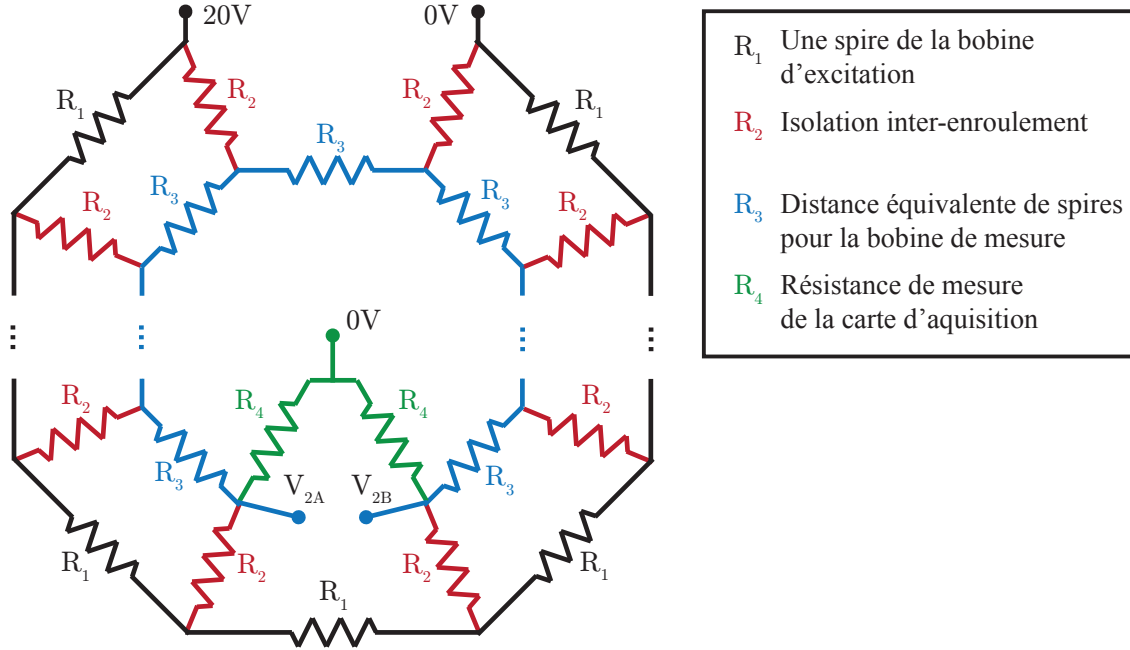 20V
0V
R₁
R₂
R₂
R₁
R₃
R₂
R₃
R₃
R₂
0V
R₂
R₄
R₄
R₂
R₃
V₂A
V₂B
R₃
R₁
R₂
R₂
R₁
R₁
R₁ Une spire de la bobine
d’excitation
R₂ Isolation inter-enroulement
R₃ Distance équivalente de spires
pour la bobine de mesure
R₄ Résistance de mesure
de la carte d’aquisition